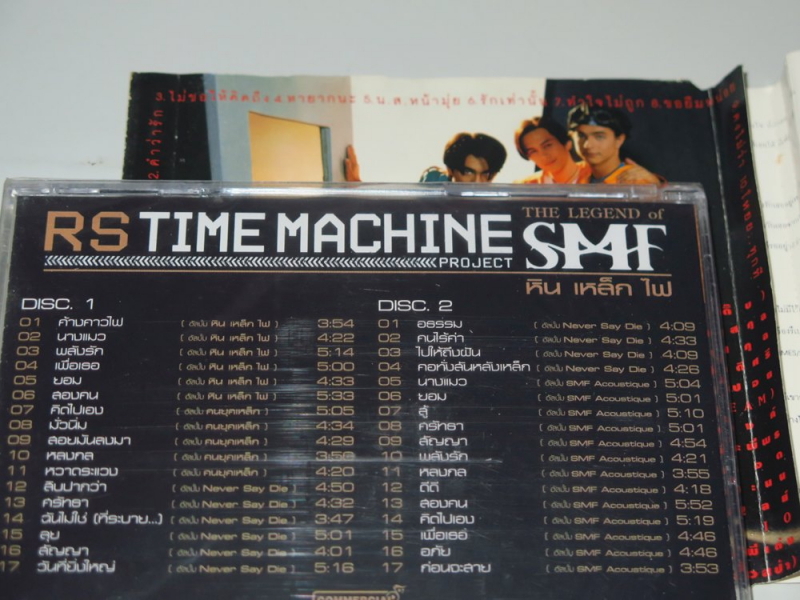 3.ไม่ขอให้คิดถึง 4.หายากนะ 5.น.ส.หน้ามุ่ย 6.รักเท่านั้น 7.ทำใจไม่ถูก 8.ขอยืมหน่อย
2.คำว่ารัก
RS TIME MACHINE
PROJECT
THE LEGEND of
SMF
หิน เหล็ก ไฟ
DISC. 1
01 ค้างคาวไฟ ( อัลบั้ม หิน เหล็ก ไฟ ) 3:54
02 นางแมว ( อัลบั้ม หิน เหล็ก ไฟ ) 4:22
03 พลังรัก ( อัลบั้ม หิน เหล็ก ไฟ ) 5:14
04 เพื่อเธอ ( อัลบั้ม หิน เหล็ก ไฟ ) 5:00
05 ยอม ( อัลบั้ม หิน เหล็ก ไฟ ) 4:33
06 สองคน ( อัลบั้ม หิน เหล็ก ไฟ ) 5:33
07 คิดไปเอง ( อัลบั้ม คนยุคเหล็ก ) 5:05
08 มั่วนิ่ม ( อัลบั้ม คนยุคเหล็ก ) 4:34
09 ลอยมันลงมา ( อัลบั้ม คนยุคเหล็ก ) 4:29
10 หลงกล ( อัลบั้ม คนยุคเหล็ก ) 3:56
11 หวาดระแวง ( อัลบั้ม คนยุคเหล็ก ) 4:20
12 สิบปากว่า ( อัลบั้ม Never Say Die ) 4:50
13 ศรัทธา ( อัลบั้ม Never Say Die ) 4:32
14 ฉันไม่ใช่ (ที่ระบาย...) ( อัลบั้ม Never Say Die ) 3:47
15 ลุย ( อัลบั้ม Never Say Die ) 5:01
16 สัญญา ( อัลบั้ม Never Say Die ) 4:01
17 วันที่ยิ่งใหญ่ ( อัลบั้ม Never Say Die ) 5:16
DISC. 2
01 อธรรม ( อัลบั้ม Never Say Die ) 4:09
02 คนไร้ค่า ( อัลบั้ม Never Say Die ) 4:33
03 ไปให้ถึงฝัน ( อัลบั้ม Never Say Die ) 4:09
04 คอทั่งสันหลังเหล็ก ( อัลบั้ม Never Say Die ) 4:26
05 นางแมว ( อัลบั้ม SMF Acoustique ) 5:04
06 ยอม ( อัลบั้ม SMF Acoustique ) 5:01
07 สู้ ( อัลบั้ม SMF Acoustique ) 5:10
08 ศรัทธา ( อัลบั้ม SMF Acoustique ) 5:01
09 สัญญา ( อัลบั้ม SMF Acoustique ) 4:54
10 พลังรัก ( อัลบั้ม SMF Acoustique ) 4:21
11 หลงกล ( อัลบั้ม SMF Acoustique ) 3:55
12 ดีดี ( อัลบั้ม SMF Acoustique ) 4:18
13 สองคน ( อัลบั้ม SMF Acoustique ) 5:52
14 คิดไปเอง ( อัลบั้ม SMF Acoustique ) 5:19
15 เพื่อเธอ ( อัลบั้ม SMF Acoustique ) 4:46
16 อภัย ( อัลบั้ม SMF Acoustique ) 4:46
17 ก่อนจะสาย ( อัลบั้ม SMF Acoustique ) 3:53
COMMERCIAL